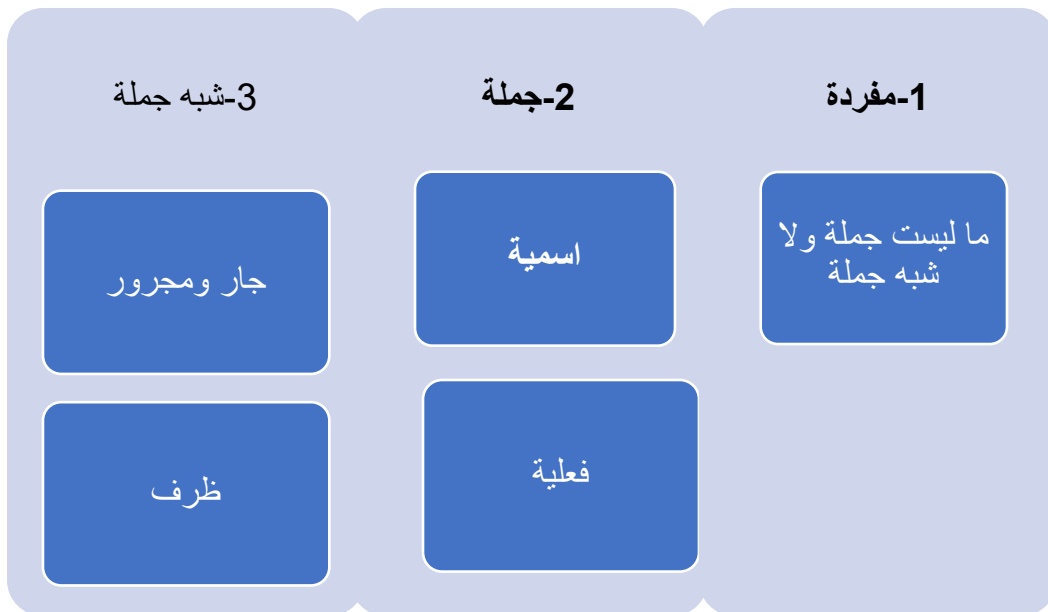 1-مفردة
ما ليست جملة ولا
شبه جملة
2-جملة
اسمية
فعلية
3-شبه جملة
جار ومجرور
ظرف